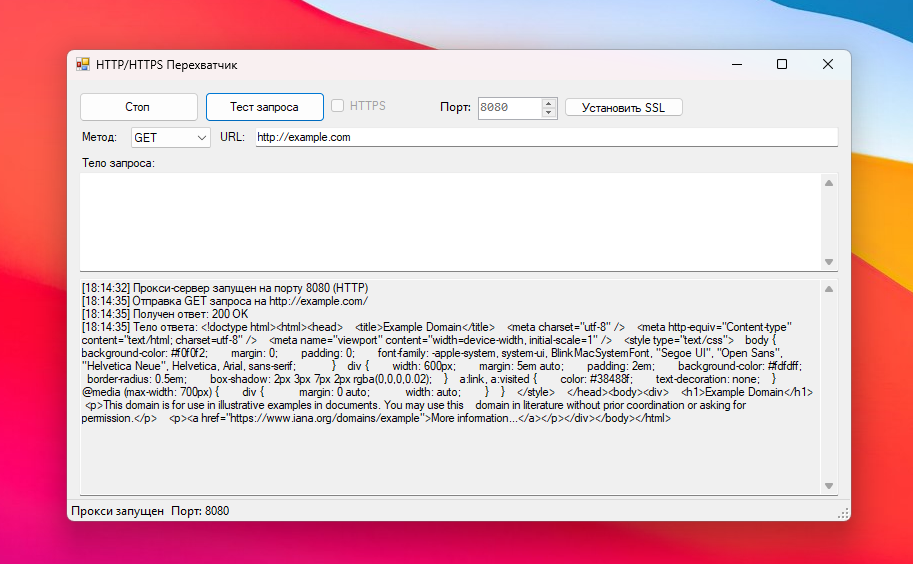 HTTP/HTTPS Перехватчик
Стоп Тест запроса HTTPS Порт: 8080 Установить SSL
Метод: GET URL: http://example.com
Тело запроса:
[18:14:32] Прокси-сервер запущен на порту 8080 (HTTP)
[18:14:35] Отправка GET запроса на http://example.com/
[18:14:35] Получен ответ: 200 OK
[18:14:35] Тело ответа: <!doctype html><html><head> <title>Example Domain</title> <meta charset="utf-8" /> <meta http-equiv="Content-type"
content="text/html; charset=utf-8" /> <meta name="viewport" content="width=device-width, initial-scale=1" /> <style type="text/css"> body {
background-color: #f0f0f2; margin: 0; padding: 0; font-family: -apple-system, system-ui, BlinkMacSystemFont, "Segoe UI", "Open Sans",
"Helvetica Neue", Helvetica, Arial, sans-serif; } div { width: 600px; margin: 5em auto; padding: 2em; background-color: #fdfdff;
border-radius: 0.5em; box-shadow: 2px 3px 7px 2px rgba(0,0,0,0.02); } a:link, a:visited { color: #38488f; text-decoration: none; }
@media (max-width: 700px) { div { margin: 0 auto; width: auto; } } </style> </head><body><div> <h1>Example Domain</h1>
<p>This domain is for use in illustrative examples in documents. You may use this domain in literature without prior coordination or asking for
permission.</p> <p><a href="https://www.iana.org/domains/example">More information...</a></p></div></body></html>
Прокси запущен Порт: 8080